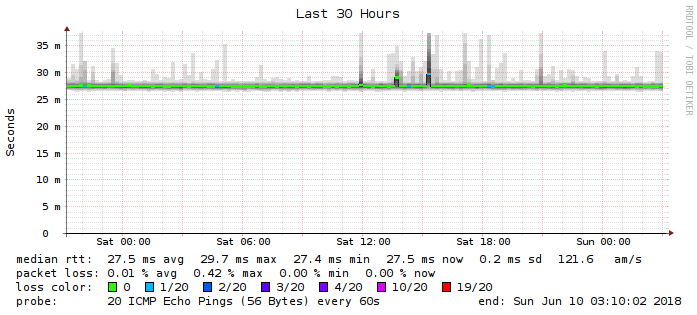 Last 30 Hours
RRDTOOL / TOBI OETIKER
Seconds
35 m
30 m
25 m
20 m
15 m
10 m
5 m
0
Sat 00:00 Sat 06:00 Sat 12:00 Sat 18:00 Sun 00:00
median rtt: 27.5 ms avg 29.7 ms max 27.4 ms min 27.5 ms now 0.2 ms sd 121.6 am/s
packet loss: 0.01 % avg 0.42 % max 0.00 % min 0.00 % now
loss color: 0 1/20 2/20 3/20 4/20 10/20 19/20
probe: 20 ICMP Echo Pings (56 Bytes) every 60s end: Sun Jun 10 03:10:02 2018